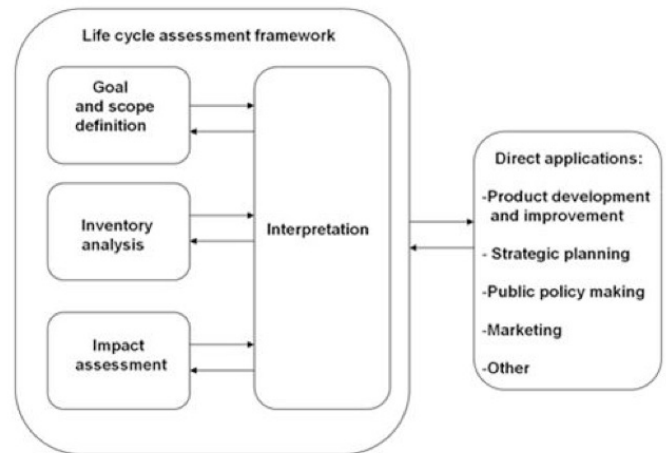 Life cycle assessment framework
Goal
and scope
definition
Inventory
analysis
Impact
assessment
Interpretation
Direct applications:
-Product development
and improvement
- Strategic planning
-Public policy making
-Marketing
-Other